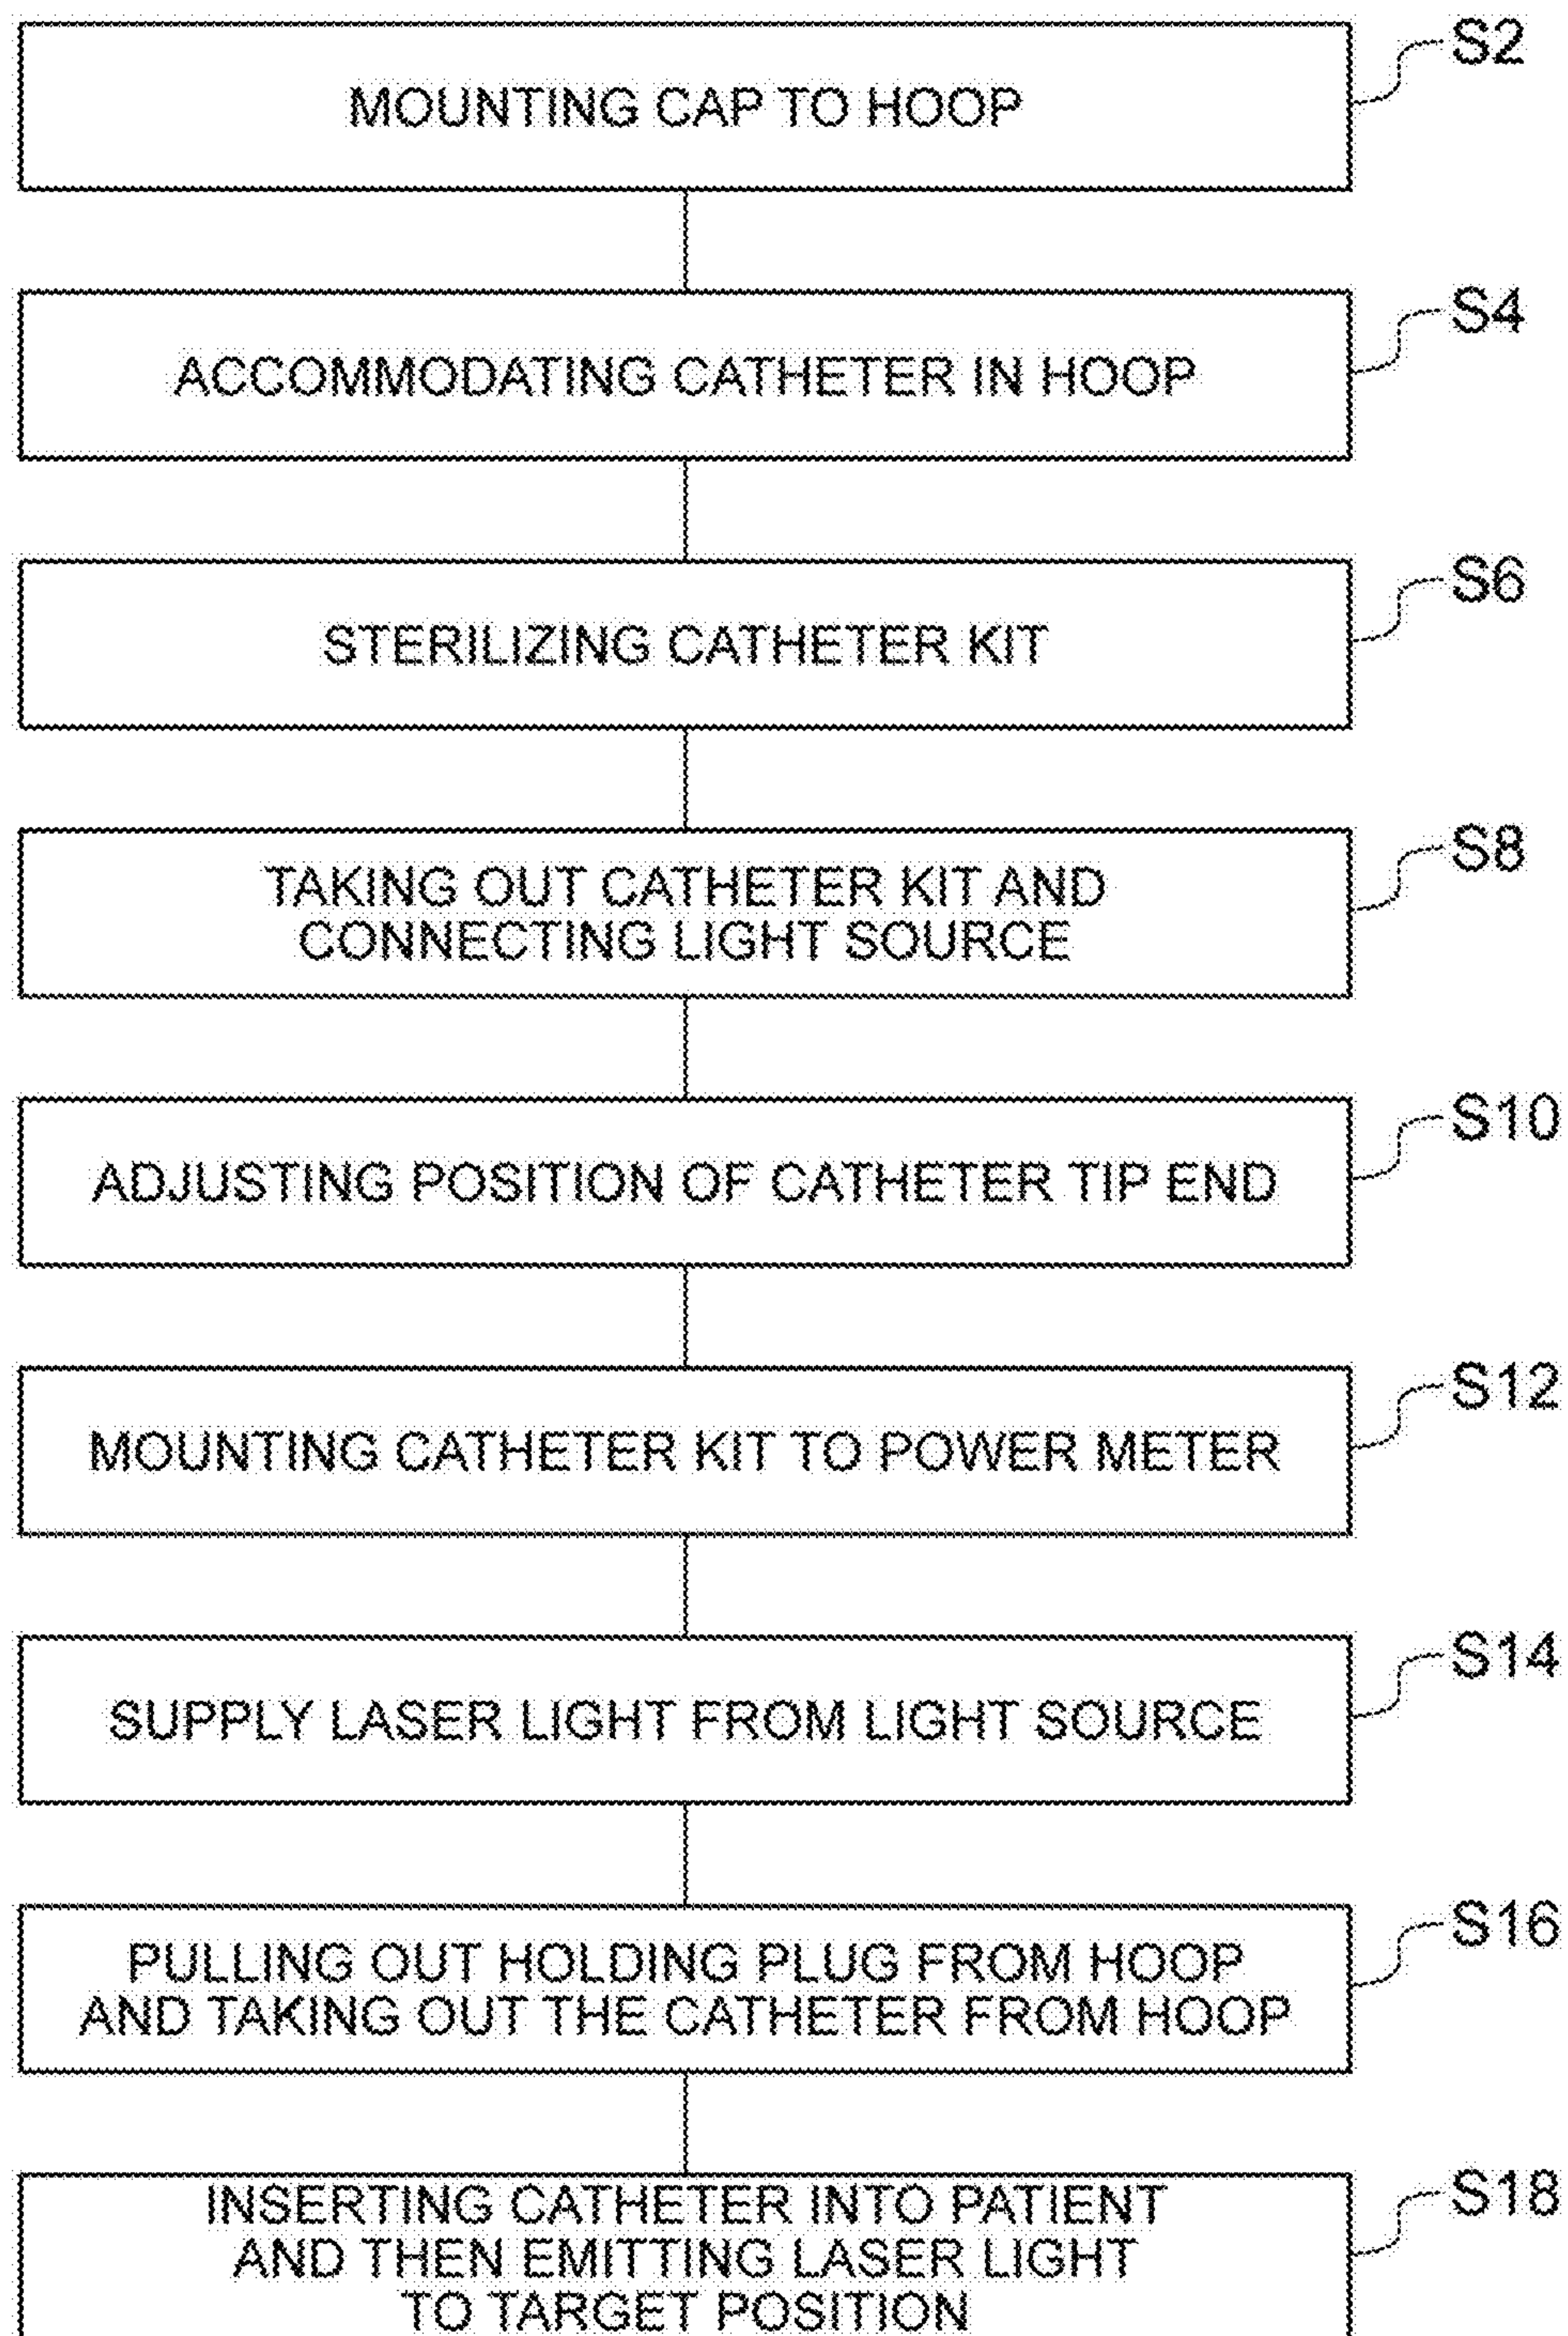 MOUNTING CAP TO HOOP
S2
ACCOMMODATING CATHETER IN HOOP
S4
STERILIZING CATHETER KIT
S6
TAKING OUT CATHETER KIT AND
CONNECTING LIGHT SOURCE
S8
ADJUSTING POSITION OF CATHETER TIP END
S10
MOUNTING CATHETER KIT TO POWER METER
S12
SUPPLY LASER LIGHT FROM LIGHT SOURCE
S14
PULLING OUT HOLDING PLUG FROM HOOP
AND TAKING OUT THE CATHETER FROM HOOP
S16
INSERTING CATHETER INTO PATIENT
AND THEN EMITTING LASER LIGHT
TO TARGET POSITION
S18